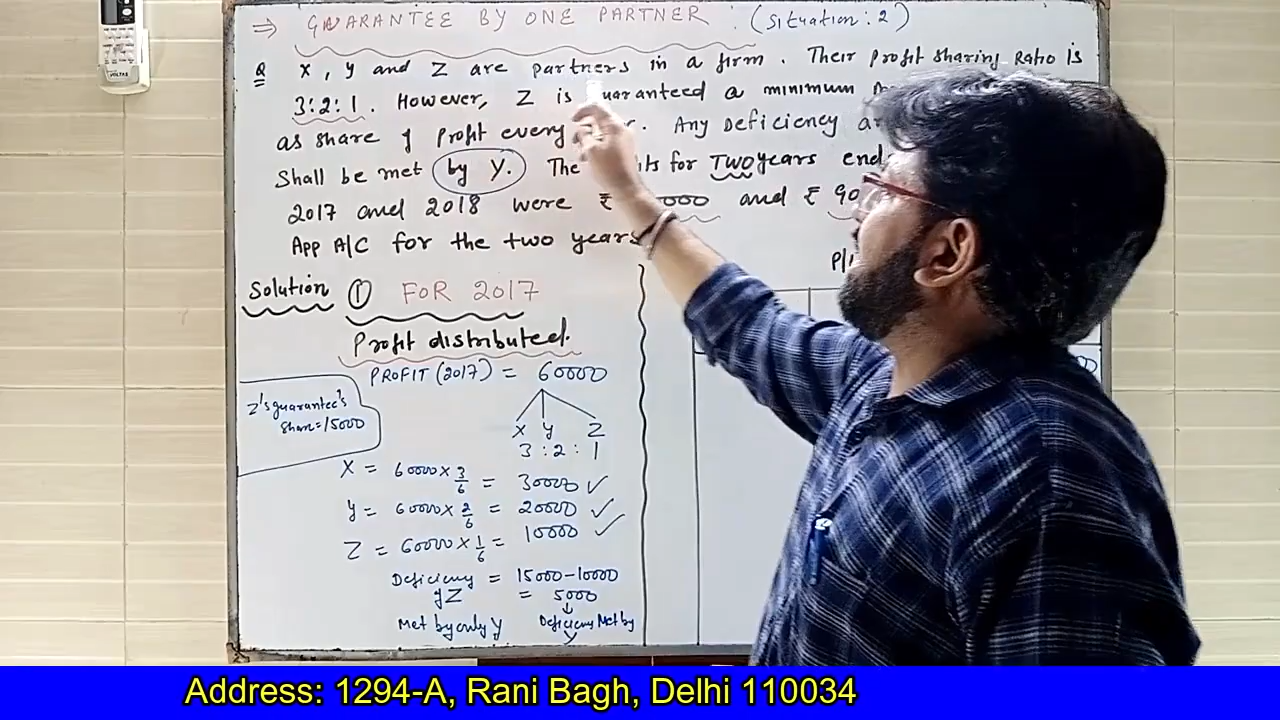 ⇒ GUARANTEE BY ONE PARTNER : (Situation : 2)
Q X, Y and Z are partners in a firm. Their profit sharing Ratio is
3:2:1. However, Z is guaranteed a minimum
as share of Profit every. Any Deficiency
Shall be met by Y. The for TWO years
2017 and 2018 were ₹ and ₹
App A/C for the two years
Solution ① FOR 2017
Profit distributed.
PROFIT (2017) = 60000
Z's guarantee's
share = 15000
X Y Z
3 : 2 : 1
X = 60000 × 3/6 = 30000 ✓
Y = 60000 × 2/6 = 20000 ✓
Z = 60000 × 1/6 = 10000 ✓
Deficiency of Z = 15000 - 10000
= 5000
Met by only Y
Deficiency Met by
Y
VOLTAS
Address: 1294-A, Rani Bagh, Delhi 110034